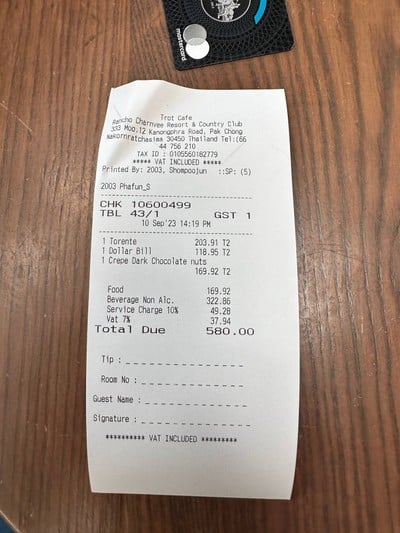 mastercard
Trot Cafe
Rancho Charnvee Resort & Country Club
333 Moo.12 Kanongphra Road, Pak Chong
Nakornratchasima 30450 Thailand Tel:(66
44 756 210
TAX ID : 0105560182779
***** VAT INCLUDED *****
Printed By: 2003, Shompoojun ::SP: (5)
2003 Phafun_S
CHK 10600499
TBL 43/1 GST 1
10 Sep'23 14:19 PM
1 Torente 203.91 T2
1 Dollar Bill 118.95 T2
1 Crepe Dark Chocolate nuts
169.92 T2
Food 169.92
Beverage Non Alc. 322.86
Service Charge 10% 49.28
Vat 7% 37.94
Total Due 580.00
Tip : _ _ _ _ _ _ _ _ _ _ _ _
Room No : _ _ _ _ _ _ _ _ _ _ _ _
Guest Name : _ _ _ _ _ _ _ _ _ _ _ _
Signature : _ _ _ _ _ _ _ _ _ _ _ _
********** VAT INCLUDED *********